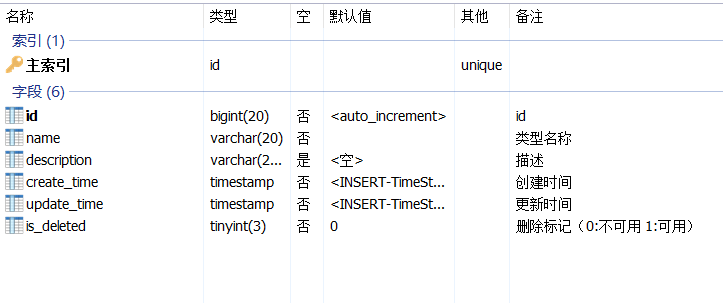 名称 类型 空 默认值 其他 备注
索引 (1)
主索引 id unique
字段 (6)
id bigint(20) 否 <auto_increment> id
name varchar(20) 否 类型名称
description varchar(2... 是 <空> 描述
create_time timestamp 否 <INSERT-TimeSt... 创建时间
update_time timestamp 否 <INSERT-TimeSt... 更新时间
is_deleted tinyint(3) 否 0 删除标记（0:不可用 1:可用）